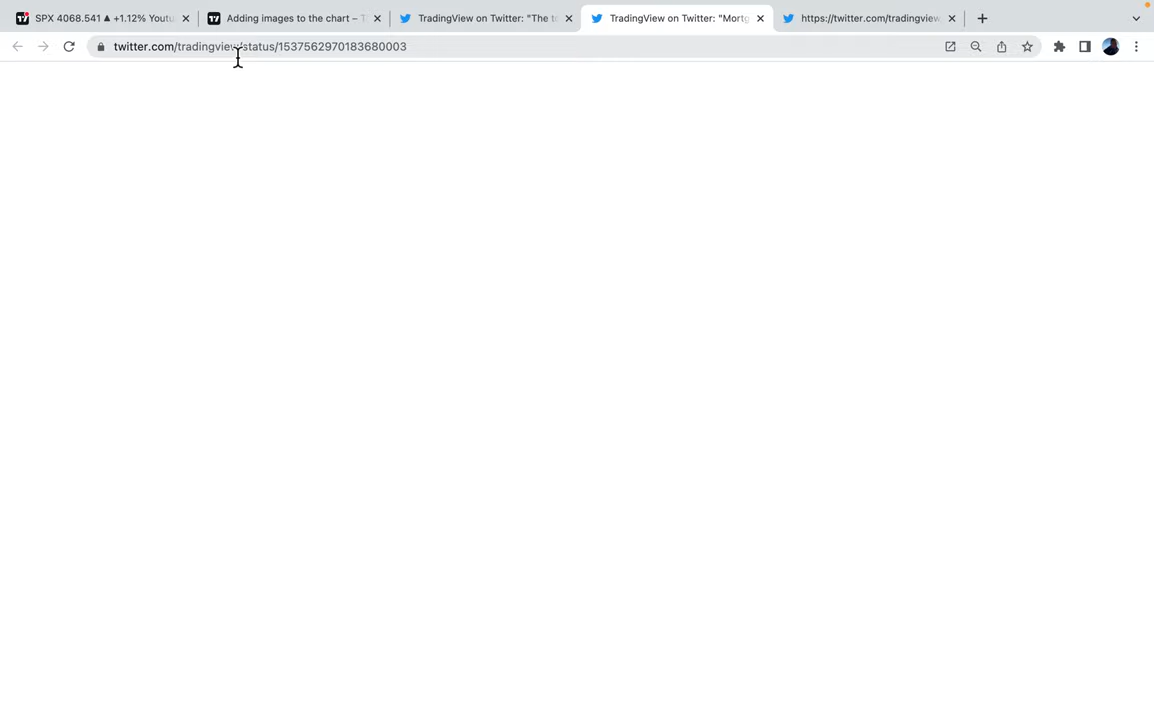 SPX 4068.541 ▲ +1.12% Youtu
Adding images to the chart – T
TradingView on Twitter: "The t
TradingView on Twitter: "Mortg
https://twitter.com/tradingview
twitter.com/tradingview/status/1537562970183680003